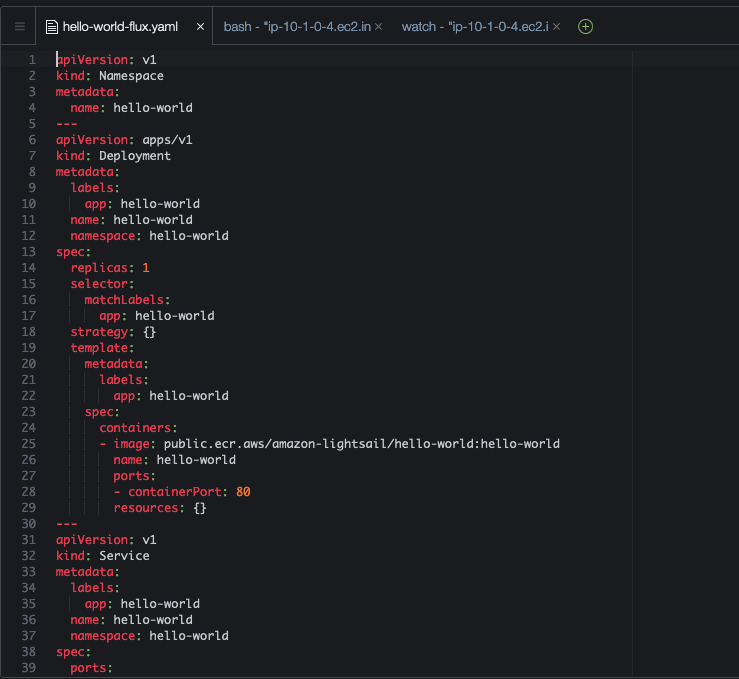 hello-world-flux.yaml × bash - "ip-10-1-0-4.ec2.in × watch - "ip-10-1-0-4.ec2.i ×
1 apiVersion: v1
2 kind: Namespace
3 metadata:
4   name: hello-world
5 ---
6 apiVersion: apps/v1
7 kind: Deployment
8 metadata:
9   labels:
10     app: hello-world
11   name: hello-world
12   namespace: hello-world
13 spec:
14   replicas: 1
15   selector:
16     matchLabels:
17       app: hello-world
18   strategy: {}
19   template:
20     metadata:
21       labels:
22         app: hello-world
23     spec:
24       containers:
25       - image: public.ecr.aws/amazon-lightsail/hello-world:hello-world
26         name: hello-world
27         ports:
28         - containerPort: 80
29         resources: {}
30 ---
31 apiVersion: v1
32 kind: Service
33 metadata:
34   labels:
35     app: hello-world
36   name: hello-world
37   namespace: hello-world
38 spec:
39   ports: